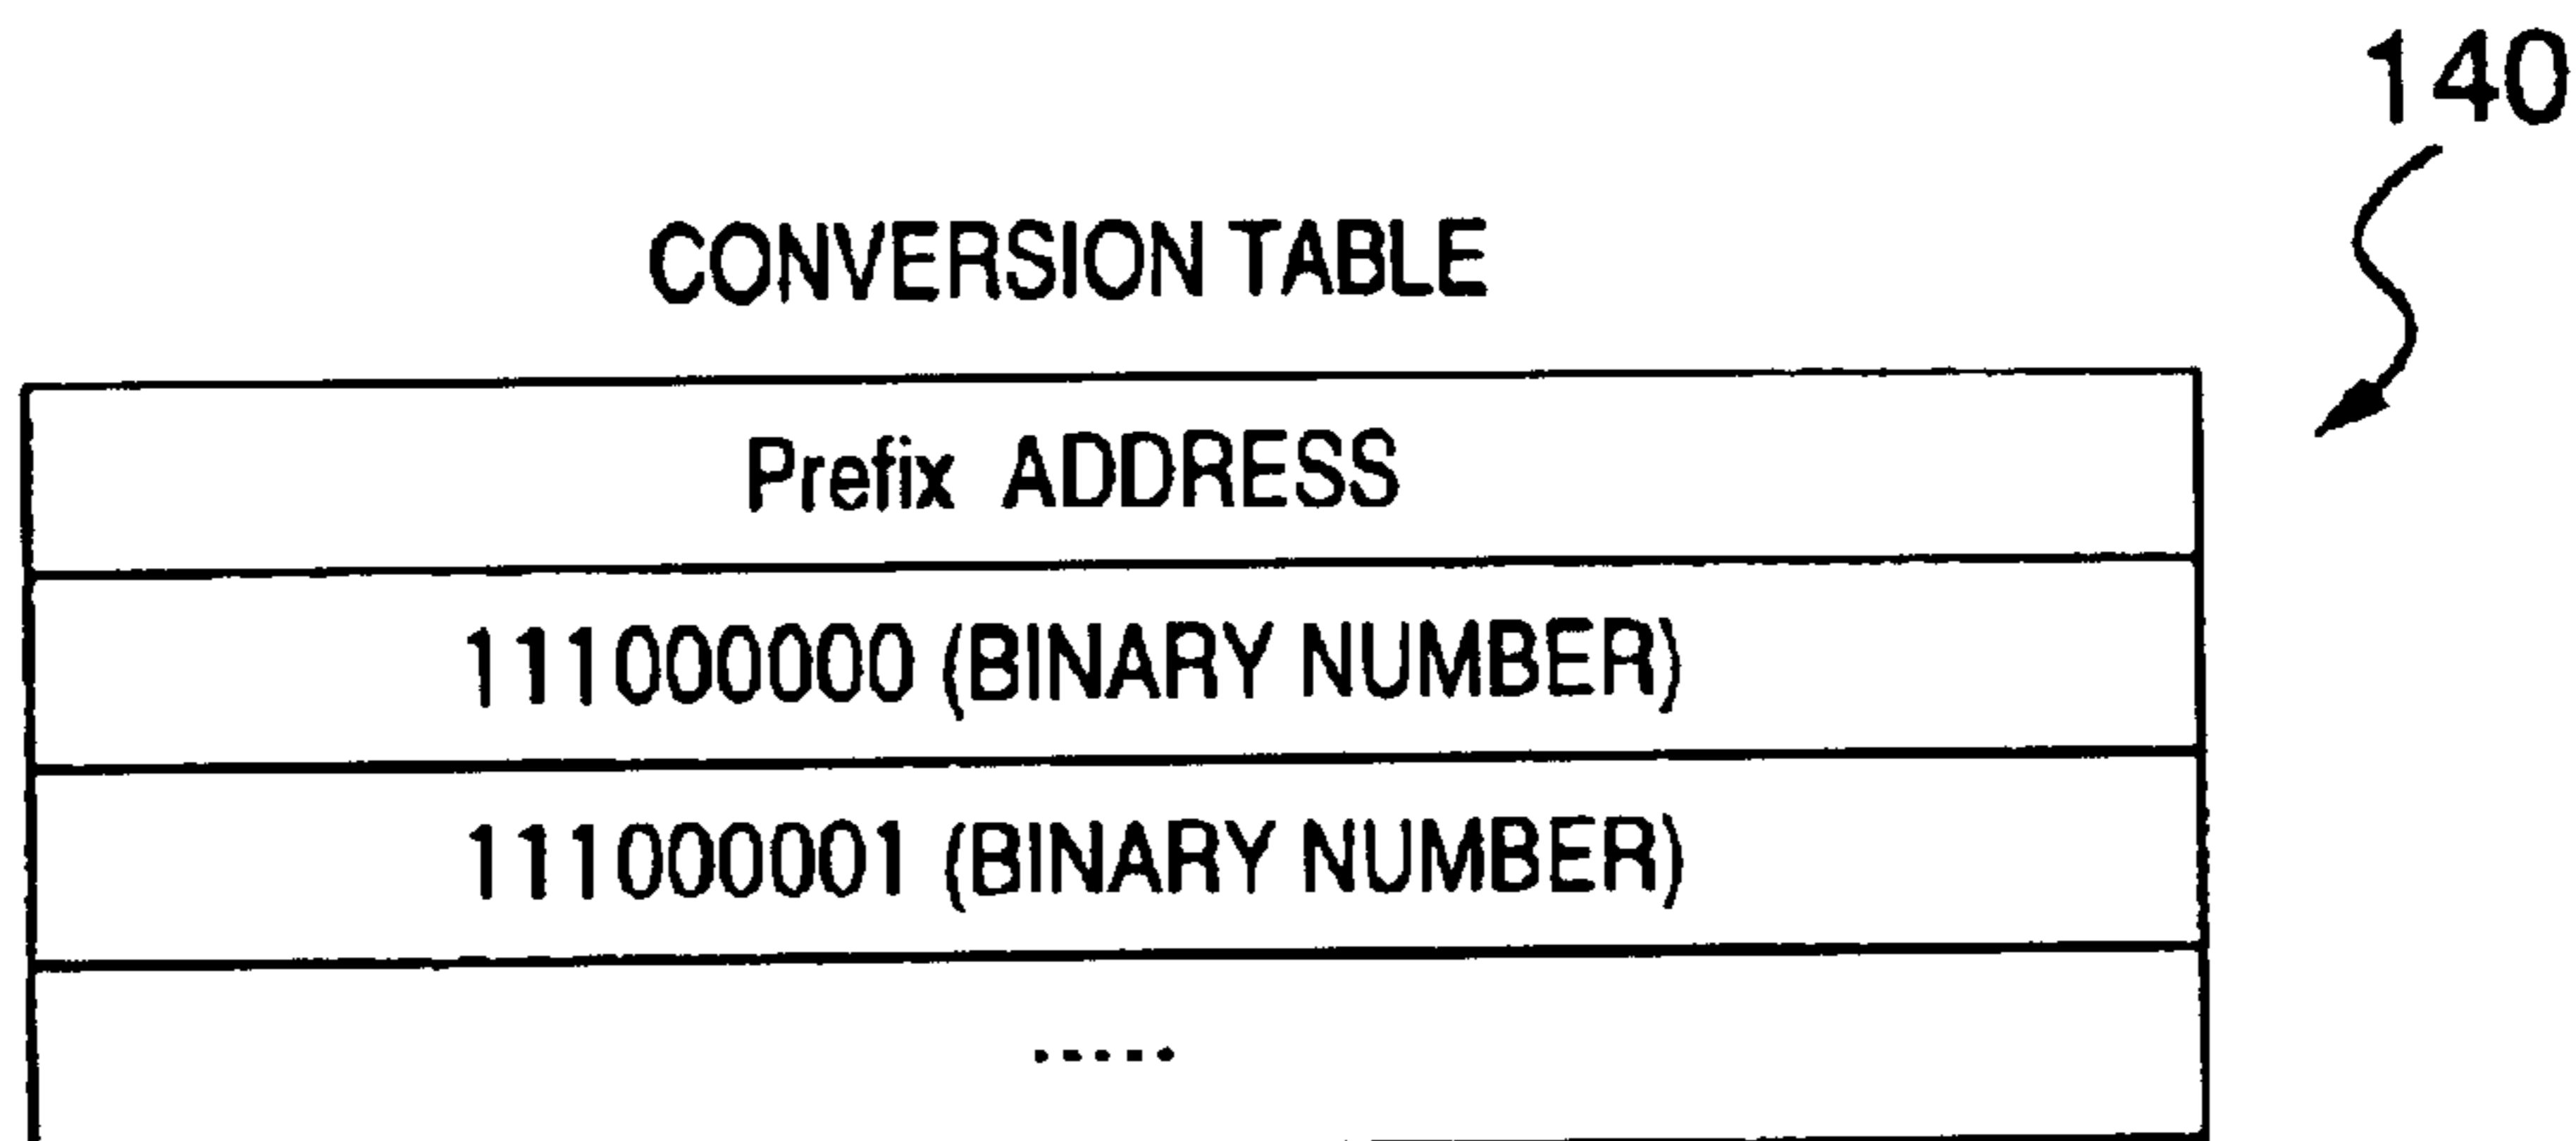 140
CONVERSION TABLE
Prefix ADDRESS
111000000 (BINARY NUMBER)
111000001 (BINARY NUMBER)
.....